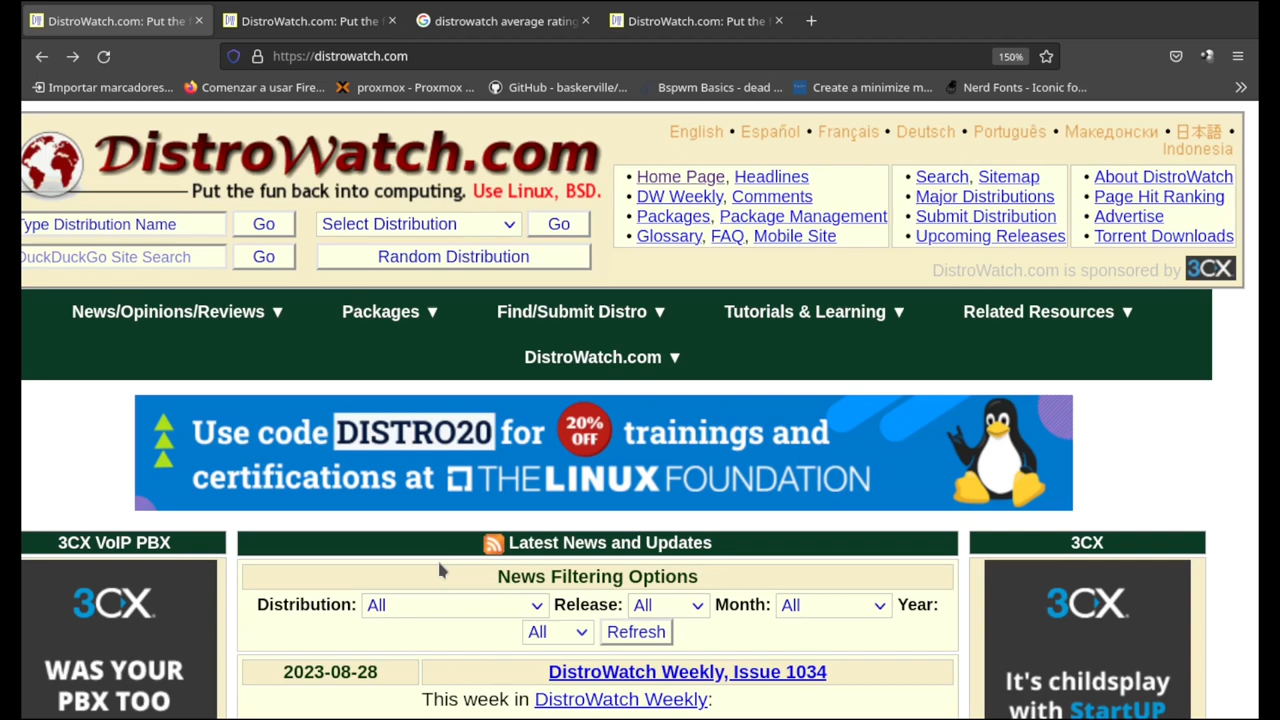 DistroWatch.com: Put the f
DistroWatch.com: Put the f
distrowatch average rating
DistroWatch.com: Put the f
https://distrowatch.com
150%
Importar marcadores...
Comenzar a usar Fire...
proxmox - Proxmox ...
GitHub - baskerville/...
Bspwm Basics - dead ...
Create a minimize m...
Nerd Fonts - Iconic fo...
DistroWatch.com
Put the fun back into computing. Use Linux, BSD.
English • Español • Français • Deutsch • Português • Македонски • 日本語 •
Indonesia
• Home Page, Headlines
• DW Weekly, Comments
• Packages, Package Management
• Glossary, FAQ, Mobile Site
• Search, Sitemap
• Major Distributions
• Submit Distribution
• Upcoming Releases
• About DistroWatch
• Page Hit Ranking
• Advertise
• Torrent Downloads
Type Distribution Name
Go
Select Distribution
Go
DuckDuckGo Site Search
Go
Random Distribution
DistroWatch.com is sponsored by 3CX
News/Opinions/Reviews ▼
Packages ▼
Find/Submit Distro ▼
Tutorials & Learning ▼
Related Resources ▼
DistroWatch.com ▼
Use code DISTRO20 for 20% OFF trainings and
certifications at THE LINUX FOUNDATION
3CX VoIP PBX
3CX
WAS YOUR
PBX TOO
Latest News and Updates
News Filtering Options
Distribution: All Release: All Month: All Year:
All Refresh
2023-08-28
DistroWatch Weekly, Issue 1034
This week in DistroWatch Weekly:
3CX
3CX
It's childsplay
with StartUP